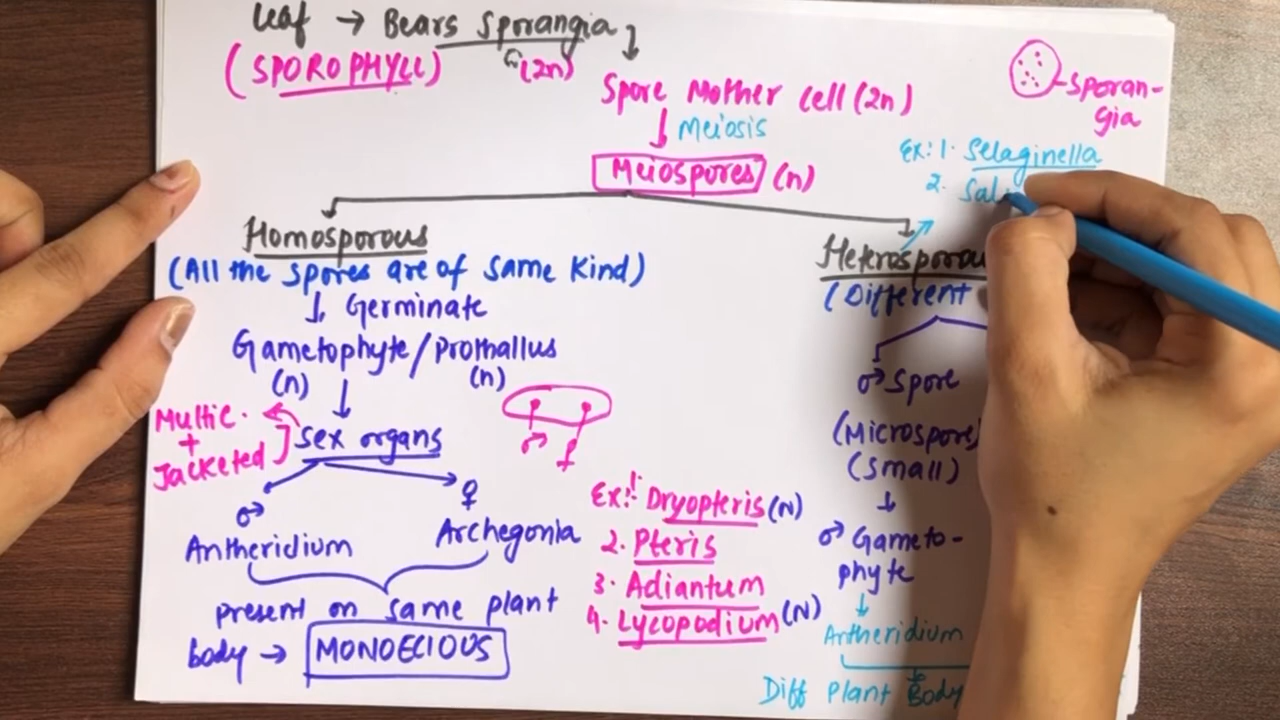 Leaf → Bears Sporangia
(SPOROPHYLL)
(2n)
Spore Mother cell (2n)
Meiosis
Meiospores (n)
Sporan-
gia
Ex: 1. Selaginella
2. Sal
Homosporous
(All the spores are of same Kind)
↓ Germinate
Gametophyte/Prothallus
(n) (n)
Multic.
+
Jacketed
Sex organs
♂ ♀
♂ ♀
Antheridium Archegonia
present on same plant
body → MONOECIOUS
Ex: 1. Dryopteris (N)
2. Pteris
3. Adiantum
4. Lycopodium (N)
Heterosporou
(Different
♂ Spore
(Microspore)
(Small)
♂ Gameto-
phyte
Antheridium
Diff Plant Body